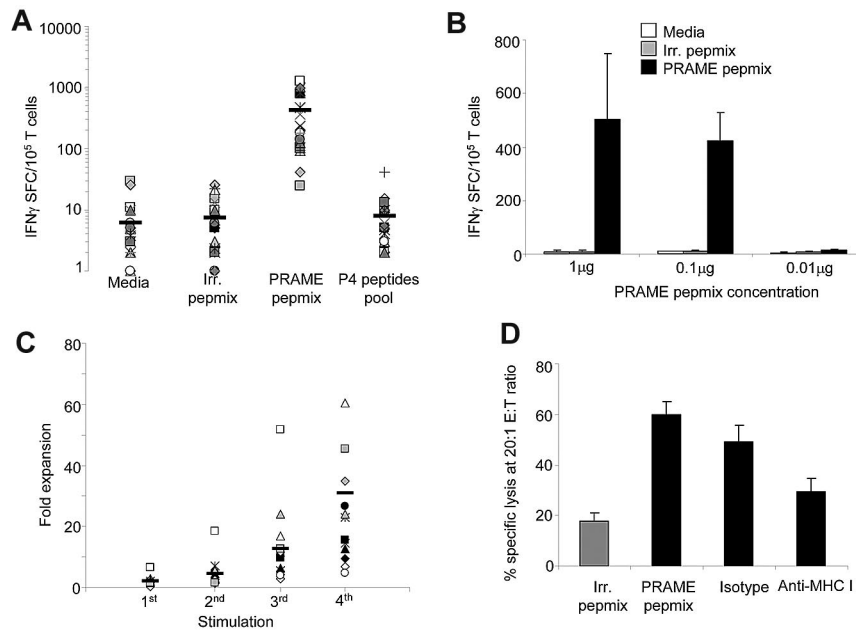 A
IFNγ SFC/10⁵ T cells
10000
1000
100
10
1
Media
Irr. pepmix
PRAME pepmix
P4 peptides pool
B
Media
Irr. pepmix
PRAME pepmix
IFNγ SFC/10⁵ T cells
800
600
400
200
0
1µg
0.1µg
0.01µg
PRAME pepmix concentration
C
Fold expansion
80
60
40
20
0
1st
2nd
3rd
4th
Stimulation
D
% specific lysis at 20:1 E:T ratio
80
60
40
20
0
Irr. pepmix
PRAME pepmix
Isotype
Anti-MHC I